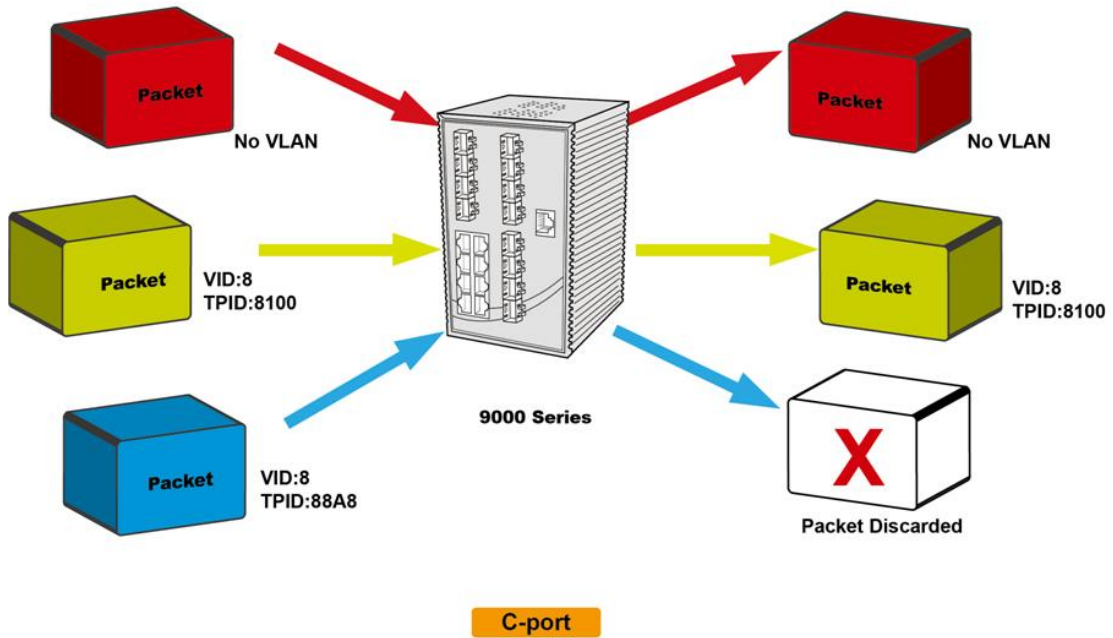 Packet
No VLAN
Packet
No VLAN
Packet
VID:8
TPID:8100
Packet
VID:8
TPID:8100
Packet
VID:8
TPID:88A8
9000 Series
X
Packet Discarded
C-port